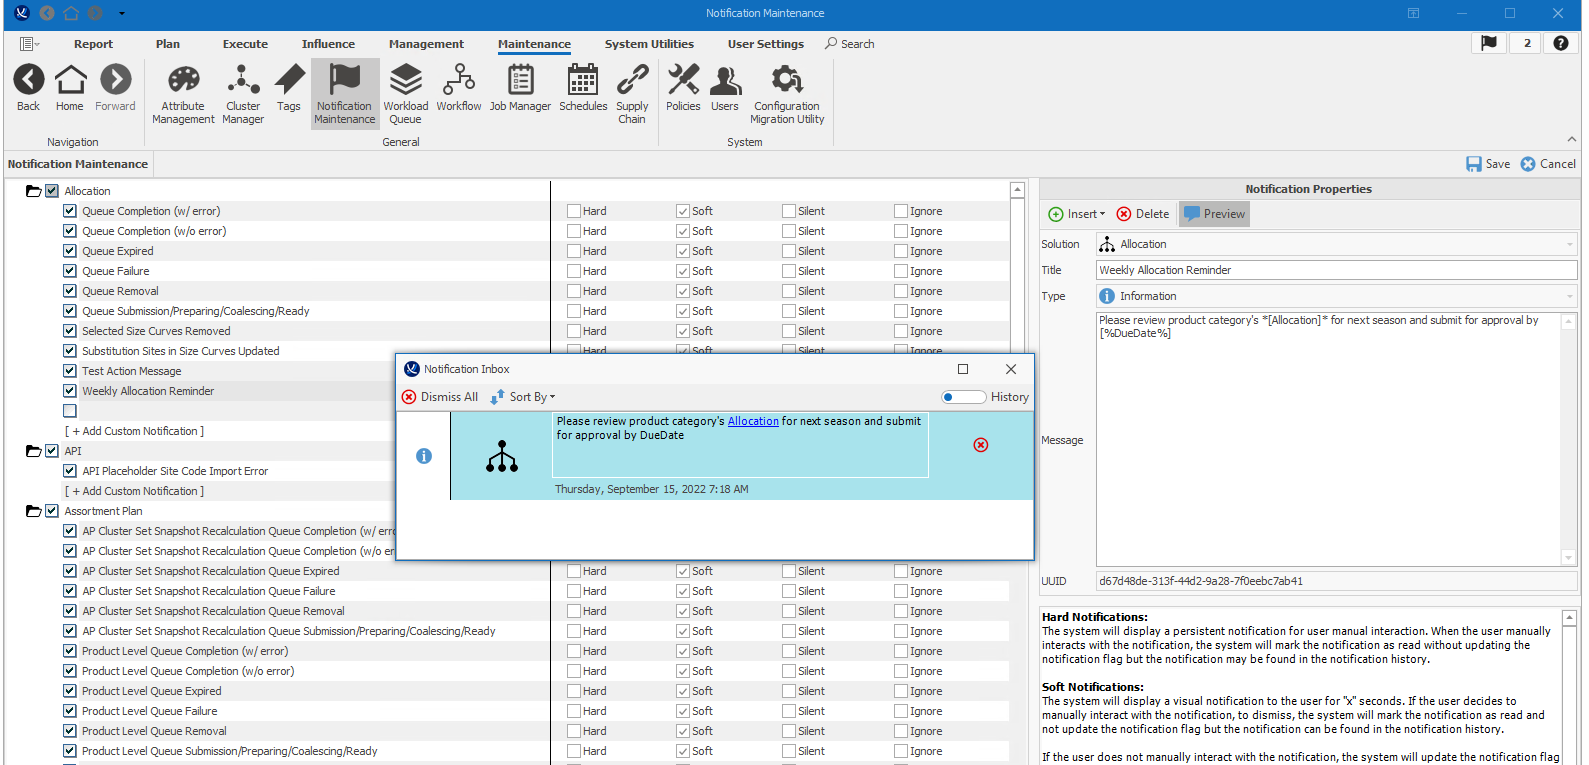 Notification Maintenance
Report Plan Execute Influence Management Maintenance System Utilities User Settings Search
2
Back Home Forward
Attribute Management
Cluster Manager
Tags
Notification Maintenance
Workload Queue
Workflow
Job Manager
Schedules
Supply Chain
Policies
Users
Configuration Migration Utility
Navigation General System
Notification Maintenance
Save Cancel
Allocation
Queue Completion (w/ error) Hard Soft Silent Ignore
Queue Completion (w/o error) Hard Soft Silent Ignore
Queue Expired Hard Soft Silent Ignore
Queue Failure Hard Soft Silent Ignore
Queue Removal Hard Soft Silent Ignore
Queue Submission/Preparing/Coalescing/Ready Hard Soft Silent Ignore
Selected Size Curves Removed Hard Soft Silent Ignore
Substitution Sites in Size Curves Updated Hard Soft Silent Ignore
Test Action Message
Weekly Allocation Reminder
[ + Add Custom Notification ]
API
API Placeholder Site Code Import Error
[ + Add Custom Notification ]
Assortment Plan
AP Cluster Set Snapshot Recalculation Queue Completion (w/ erro
AP Cluster Set Snapshot Recalculation Queue Completion (w/o er
AP Cluster Set Snapshot Recalculation Queue Expired Hard Soft Silent Ignore
AP Cluster Set Snapshot Recalculation Queue Failure Hard Soft Silent Ignore
AP Cluster Set Snapshot Recalculation Queue Removal Hard Soft Silent Ignore
AP Cluster Set Snapshot Recalculation Queue Submission/Preparing/Coalescing/Ready Hard Soft Silent Ignore
Product Level Queue Completion (w/ error) Hard Soft Silent Ignore
Product Level Queue Completion (w/o error) Hard Soft Silent Ignore
Product Level Queue Expired Hard Soft Silent Ignore
Product Level Queue Failure Hard Soft Silent Ignore
Product Level Queue Removal Hard Soft Silent Ignore
Product Level Queue Submission/Preparing/Coalescing/Ready Hard Soft Silent Ignore
Notification Inbox
Dismiss All Sort By History
Please review product category's Allocation for next season and submit
for approval by DueDate
Thursday, September 15, 2022 7:18 AM
Notification Properties
Insert Delete Preview
Solution Allocation
Title Weekly Allocation Reminder
Type Information
Please review product category's *[Allocation]* for next season and submit for approval by
[%DueDate%]
Message
UUID d67d48de-313f-44d2-9a28-7f0eebc7ab41
Hard Notifications:
The system will display a persistent notification for user manual interaction. When the user manually
interacts with the notification, the system will mark the notification as read without updating the
notification flag but the notification may be found in the notification history.
Soft Notifications:
The system will display a visual notification to the user for "x" seconds. If the user decides to
manually interact with the notification, to dismiss, the system will mark the notification as read and
not update the notification flag but the notification can be found in the notification history.
If the user does not manually interact with the notification, the system will update the notification flag